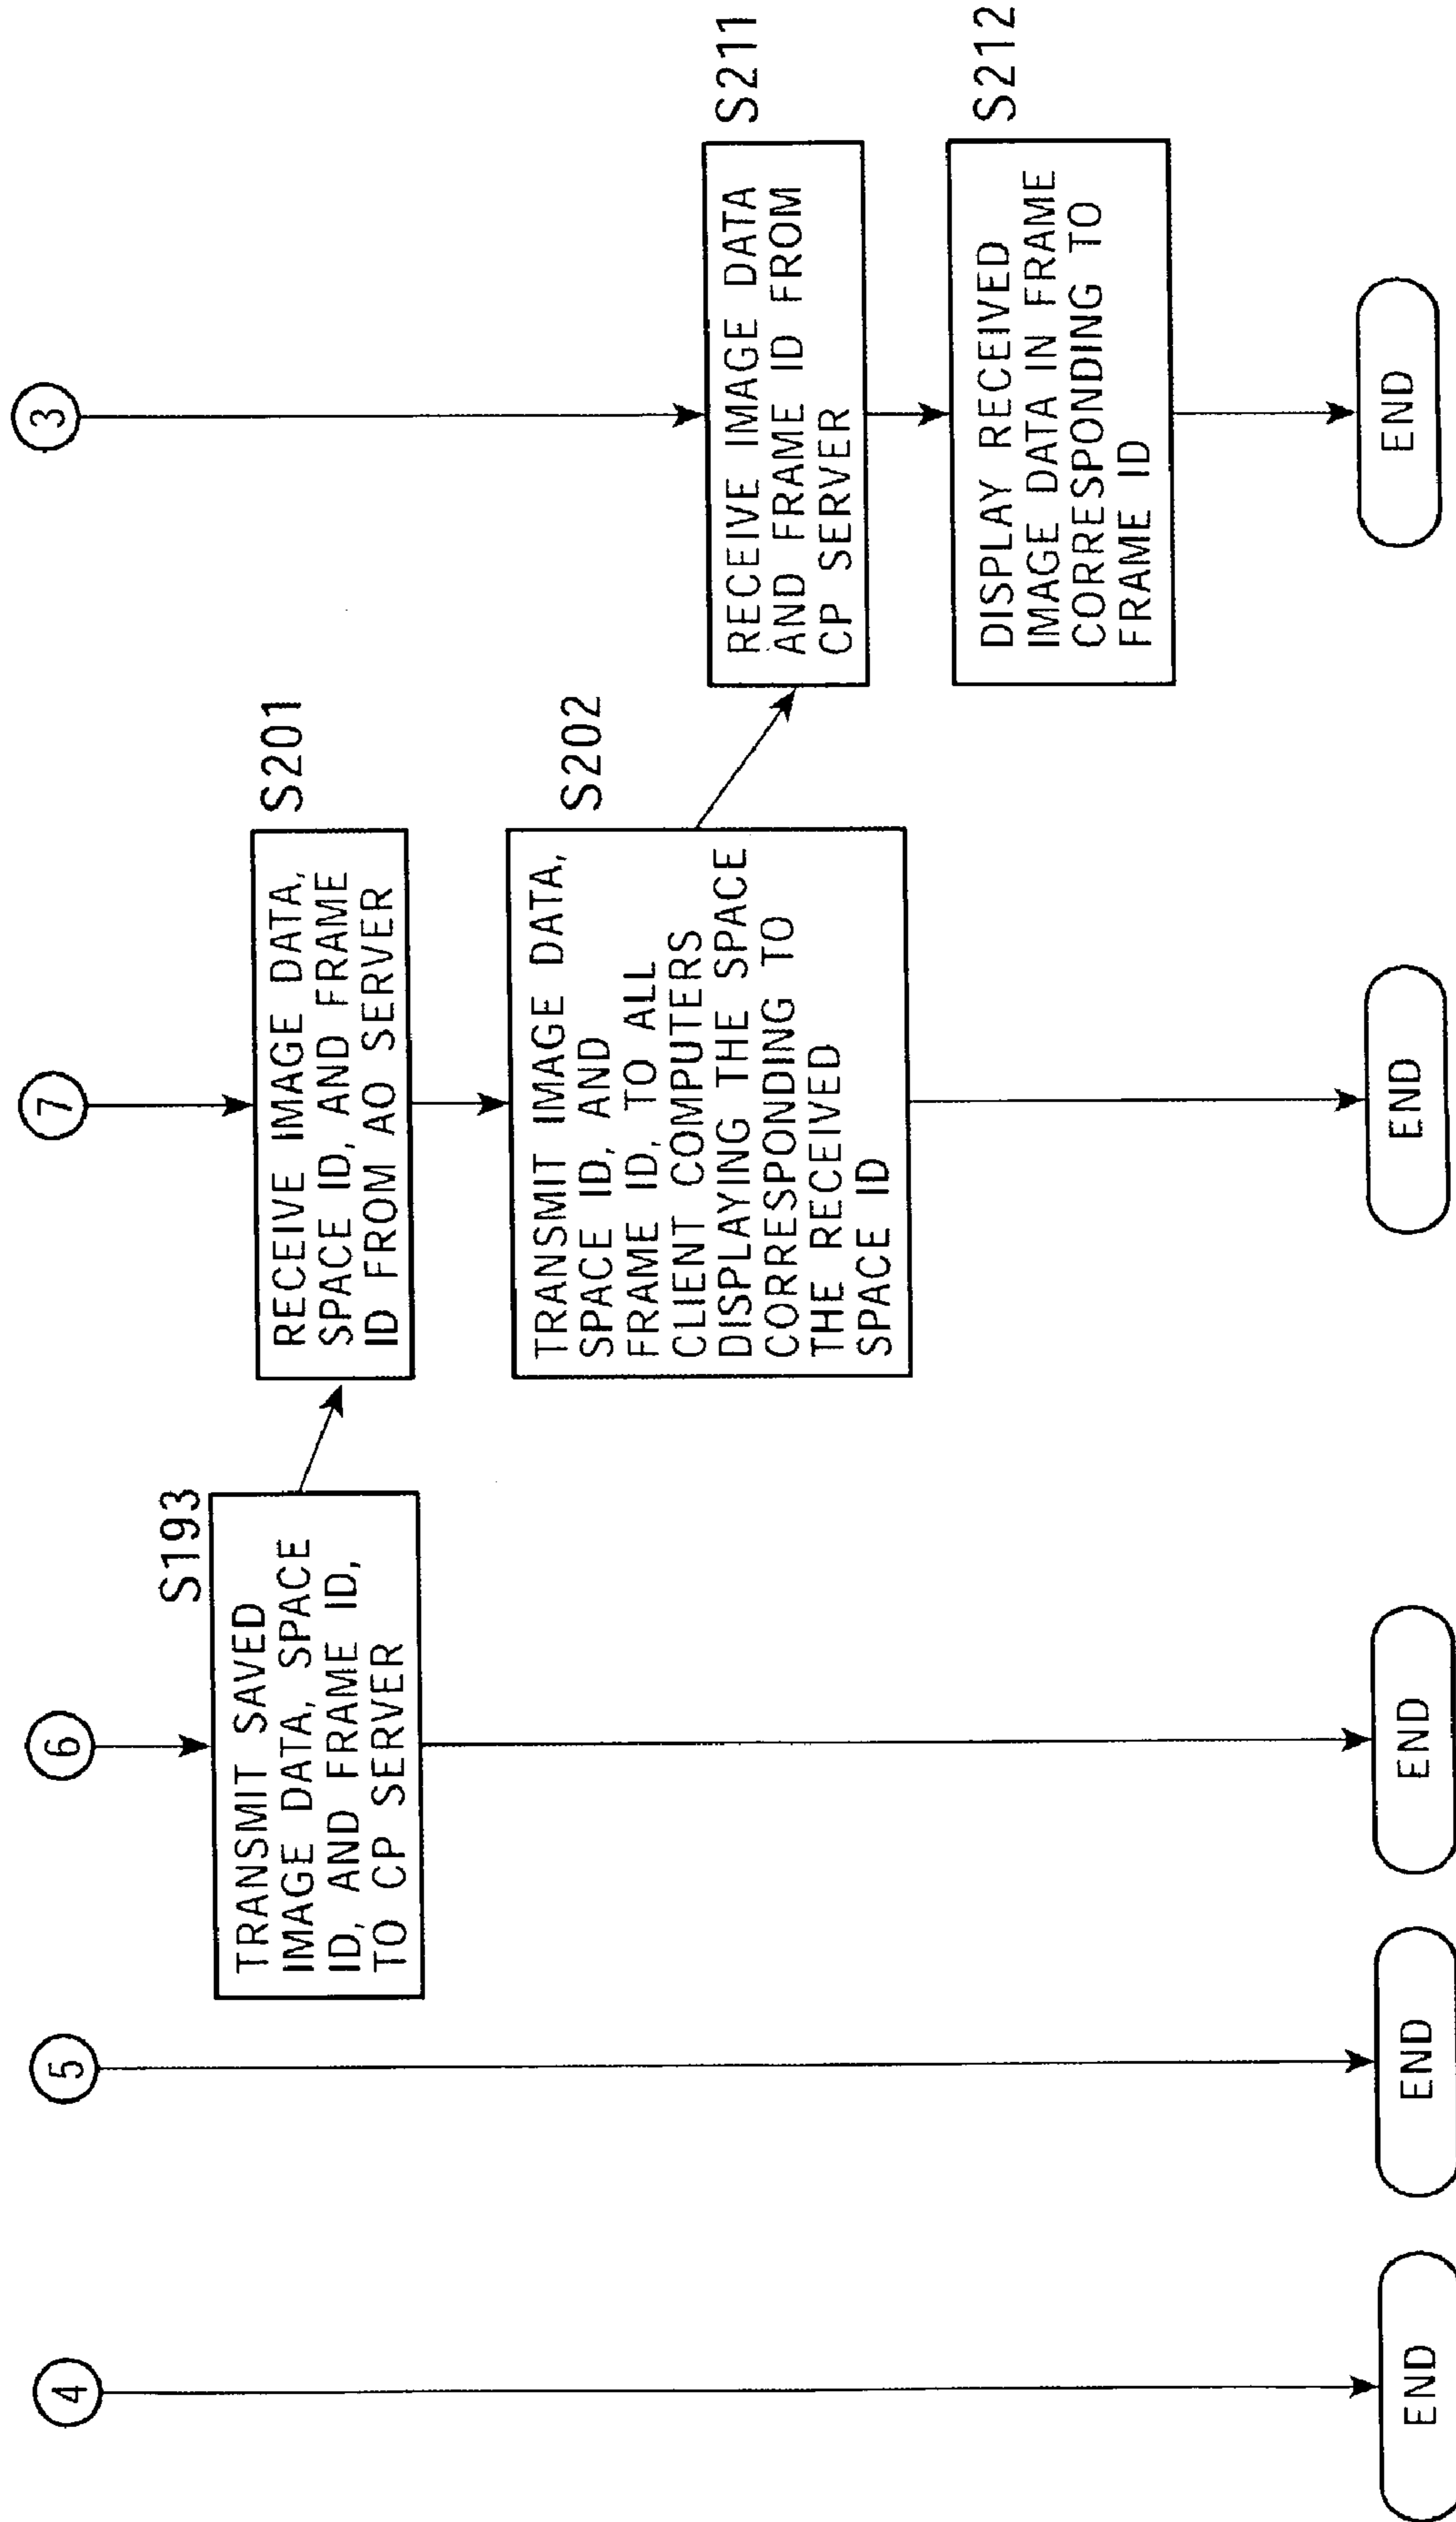 4
5
6
7
3
S193
TRANSMIT SAVED
IMAGE DATA, SPACE
ID, AND FRAME ID,
TO CP SERVER
S201
RECEIVE IMAGE DATA,
SPACE ID, AND FRAME
ID FROM AO SERVER
S202
TRANSMIT IMAGE DATA,
SPACE ID, AND
FRAME ID, TO ALL
CLIENT COMPUTERS
DISPLAYING THE SPACE
CORRESPONDING TO
THE RECEIVED
SPACE ID
S211
RECEIVE IMAGE DATA
AND FRAME ID FROM
CP SERVER
S212
DISPLAY RECEIVED
IMAGE DATA IN FRAME
CORRESPONDING TO
FRAME ID
END
END
END
END
END